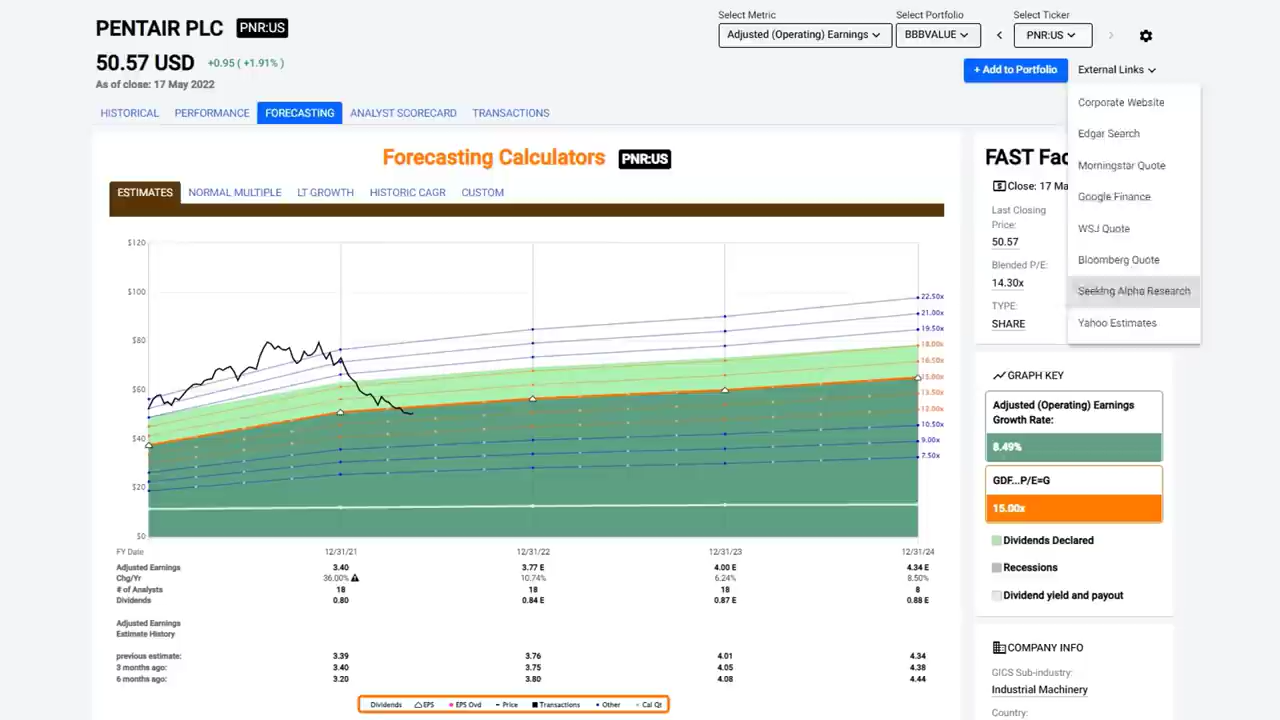 PENTAIR PLC PNR:US
50.57 USD +0.95 ( +1.91% )
As of close: 17 May 2022
Select Metric
Adjusted (Operating) Earnings
Select Portfolio
BBBVALUE
Select Ticker
PNR:US
+ Add to Portfolio
External Links
Corporate Website
Edgar Search
Morningstar Quote
Google Finance
WSJ Quote
Bloomberg Quote
Seeking Alpha Research
Yahoo Estimates
HISTORICAL PERFORMANCE FORECASTING ANALYST SCORECARD TRANSACTIONS
Forecasting Calculators PNR:US
ESTIMATES NORMAL MULTIPLE LT GROWTH HISTORIC CAGR CUSTOM
$120
$100
$80
$60
$40
$20
$0
22.50x
21.00x
19.50x
18.00x
16.50x
15.00x
13.50x
12.00x
10.50x
9.00x
7.50x
FY Date 12/31/21 12/31/22 12/31/23 12/31/24
Adjusted Earnings 3.40 3.77 E 4.00 E 4.34 E
Chg/Yr 36.00% 10.74% 6.24% 8.50%
# of Analysts 18 18 18 8
Dividends 0.80 0.84 E 0.87 E 0.88 E
Adjusted Earnings
Estimate History
previous estimate: 3.39 3.76 4.01 4.34
3 months ago: 3.40 3.75 4.05 4.38
6 months ago: 3.20 3.80 4.08 4.44
Dividends EPS EPS Ovd Price Transactions Other Cal Qt
FAST Fac
Close: 17 Ma
Last Closing
Price:
50.57
Blended P/E:
14.30x
TYPE:
SHARE
GRAPH KEY
Adjusted (Operating) Earnings
Growth Rate:
8.49%
GDF...P/E=G
15.00x
Dividends Declared
Recessions
Dividend yield and payout
COMPANY INFO
GICS Sub-industry:
Industrial Machinery
Country: